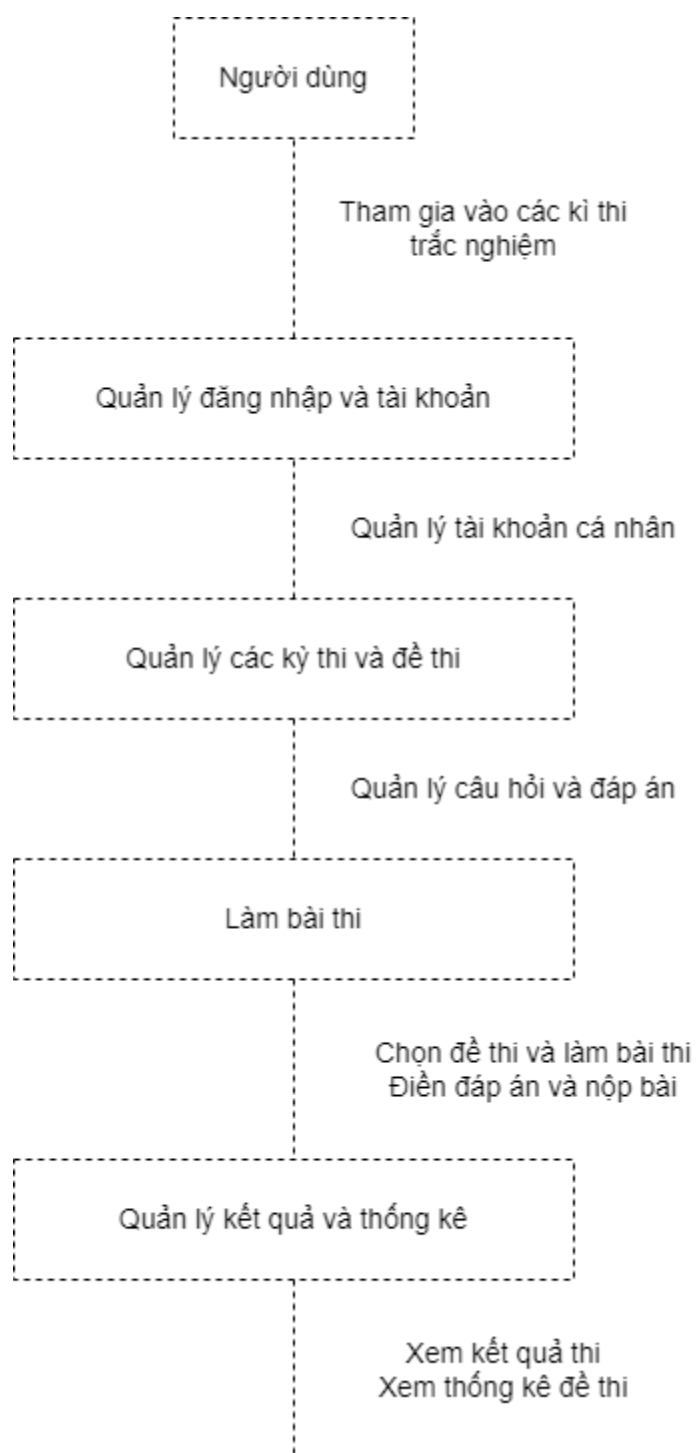 Người dùng
Tham gia vào các kì thi
trắc nghiệm
Quản lý đăng nhập và tài khoản
Quản lý tài khoản cá nhân
Quản lý các kỳ thi và đề thi
Quản lý câu hỏi và đáp án
Làm bài thi
Chọn đề thi và làm bài thi
Điền đáp án và nộp bài
Quản lý kết quả và thống kê
Xem kết quả thi
Xem thống kê đề thi